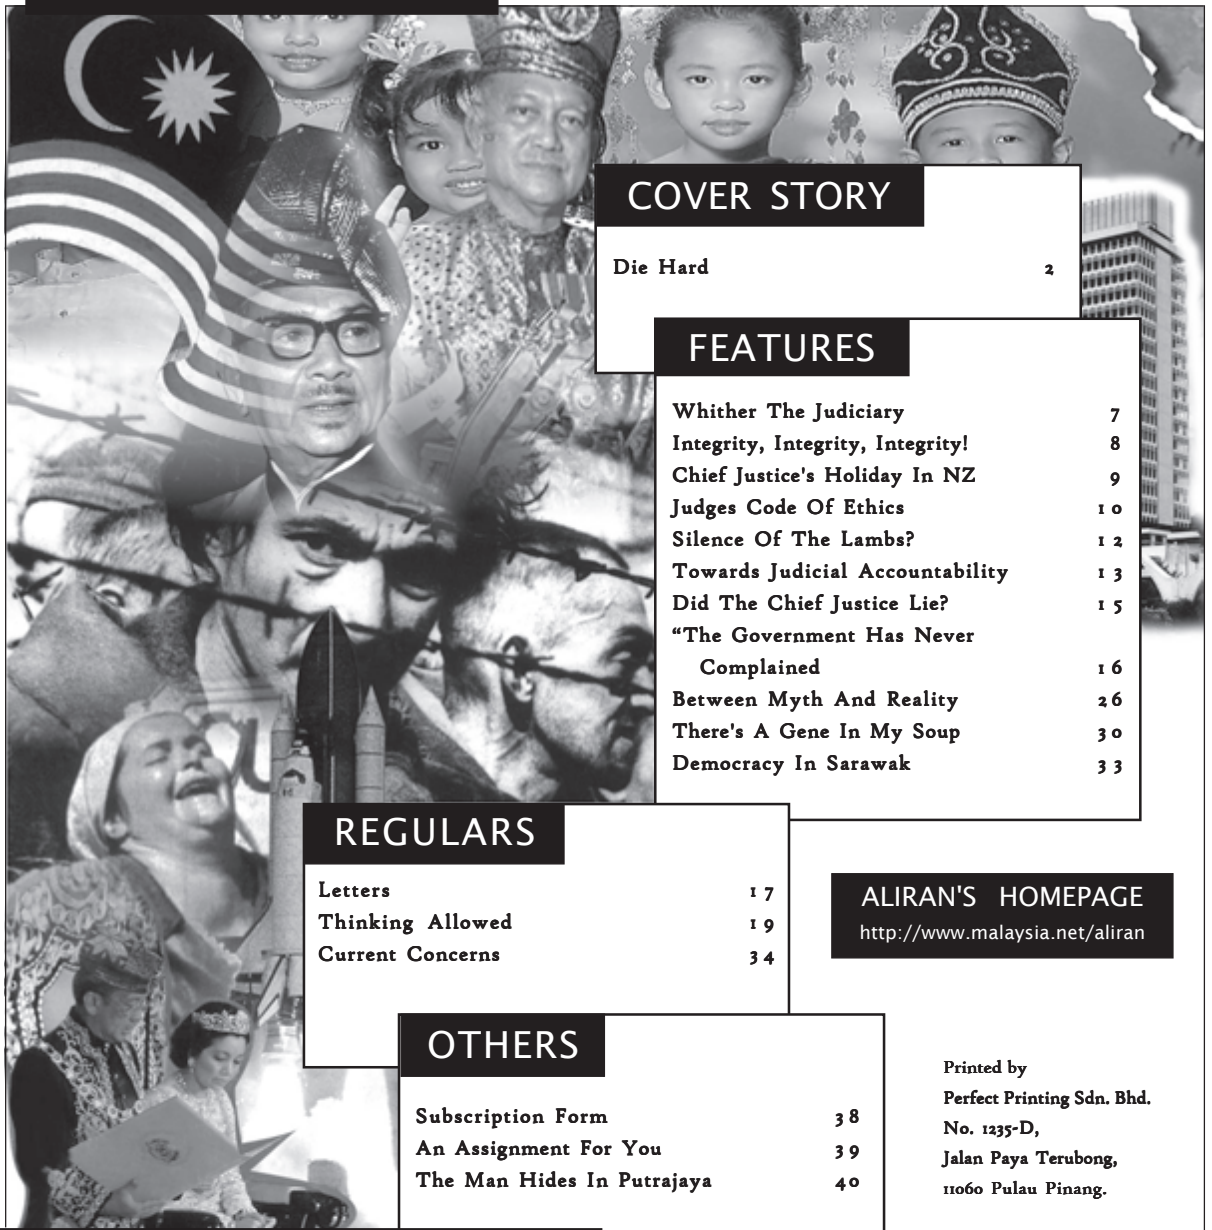 COVER STORY
Die Hard 2
FEATURES
Whither The Judiciary 7
Integrity, Integrity, Integrity! 8
Chief Justice's Holiday In NZ 9
Judges Code Of Ethics 10
Silence Of The Lambs? 12
Towards Judicial Accountability 13
Did The Chief Justice Lie? 15
“The Government Has Never
Complained 16
Between Myth And Reality 26
There's A Gene In My Soup 30
Democracy In Sarawak 33
REGULARS
Letters 17
Thinking Allowed 19
Current Concerns 34
ALIRAN'S HOMEPAGE
http://www.malaysia.net/aliran
OTHERS
Subscription Form 38
An Assignment For You 39
The Man Hides In Putrajaya 40
Printed by
Perfect Printing Sdn. Bhd.
No. 1235-D,
Jalan Paya Terubong,
11060 Pulau Pinang.